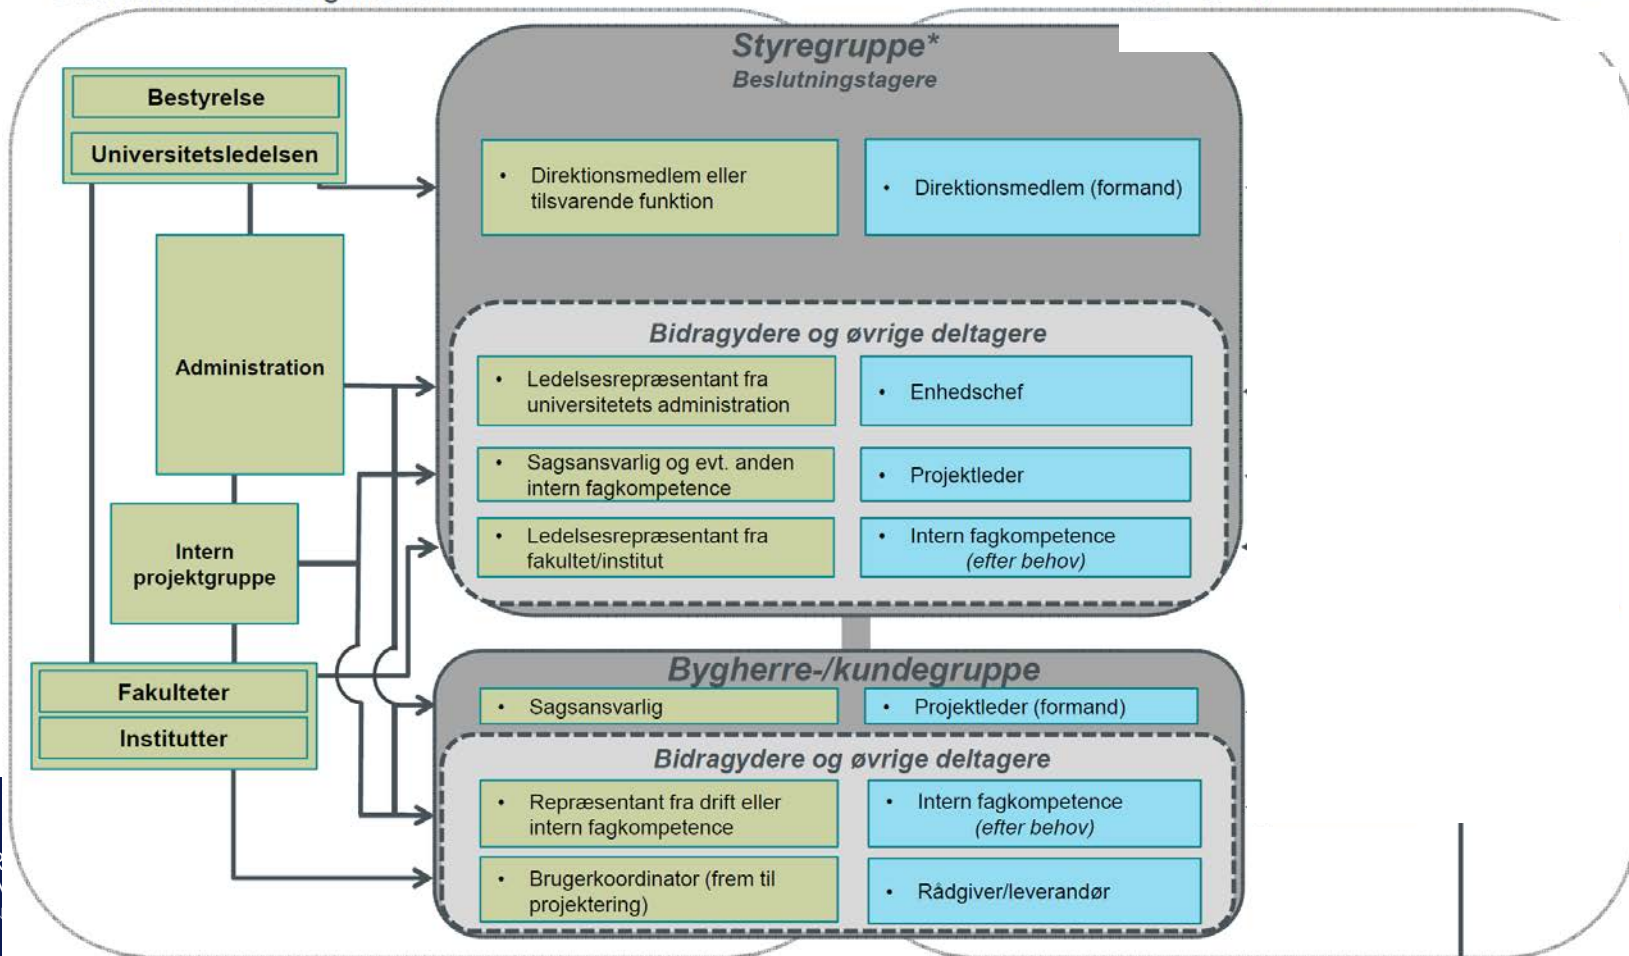 Styregruppe*
Beslutningstagere
Bestyrelse
Universitetsledelsen
• Direktionsmedlem eller
tilsvarende funktion
• Direktionsmedlem (formand)
Administration
Bidragydere og øvrige deltagere
• Ledelsesrepræsentant fra
universitetets administration
• Enhedschef
• Sagsansvarlig og evt. anden
intern fagkompetence
• Projektleder
Intern
projektgruppe
• Ledelsesrepræsentant fra
fakultet/institut
• Intern fagkompetence
(efter behov)
Fakulteter
Institutter
Bygherre-/kundegruppe
• Sagsansvarlig
• Projektleder (formand)
Bidragydere og øvrige deltagere
• Repræsentant fra drift eller
intern fagkompetence
• Intern fagkompetence
(efter behov)
• Brugerkoordinator (frem til
projektering)
• Rådgiver/leverandør